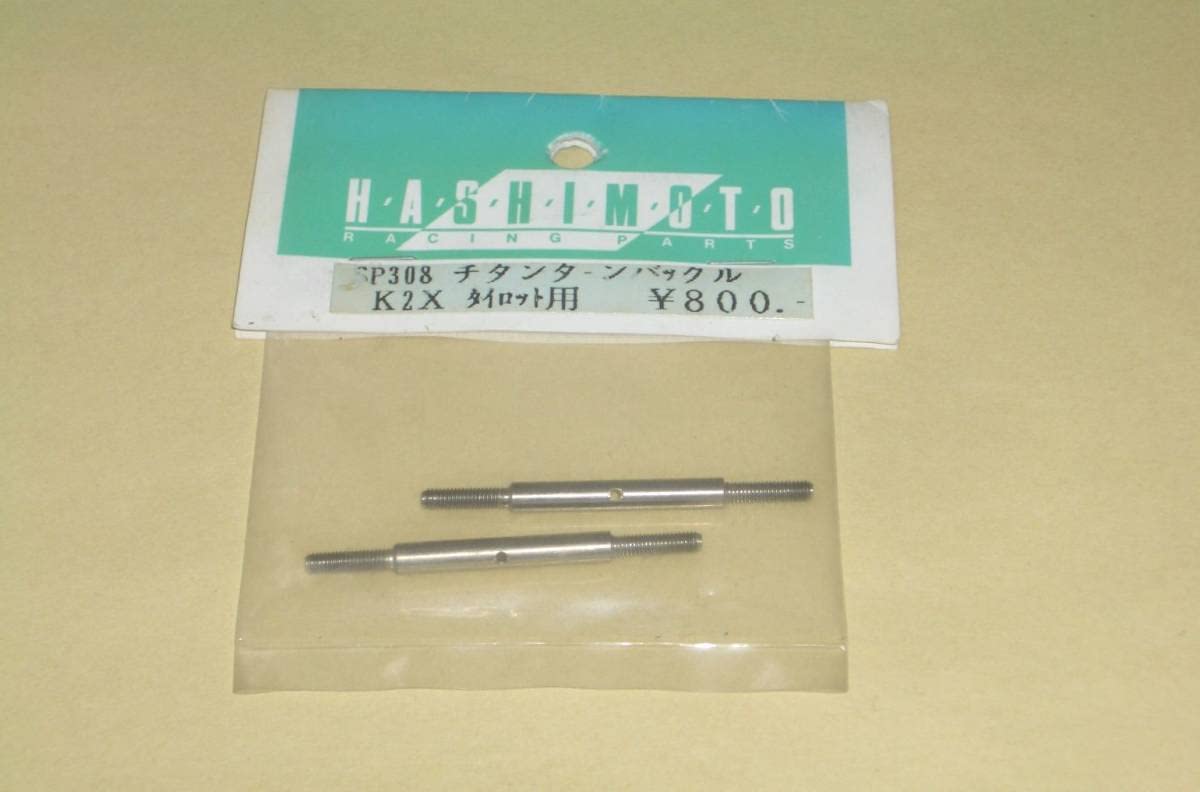 H·A·S·H·I·M·O·T·O
RACING PARTS
SP308 チタンターンバックル
K2X タイロット用 ¥800.-